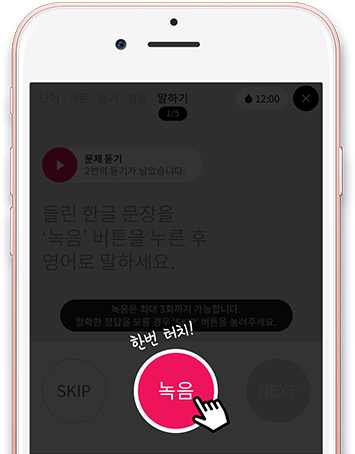 단어 · 작문 · 듣기 · 발음 · 말하기
12:00
1/5
문제 듣기
2번의 듣기가 남았습니다.
들린 한글 문장을
‘녹음’ 버튼을 누른 후
영어로 말하세요.
녹음은 최대 3회까지 가능합니다.
정확한 정답을 모를 경우 ‘SKIP’ 버튼을 눌러주세요.
한번 터치!
SKIP
녹음
NEXT